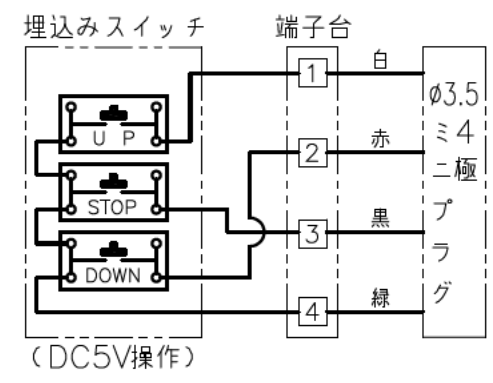 埋込みスイッチ
端子台
UP
STOP
DOWN
1
2
3
4
白
赤
黒
緑
φ3.5
ミニ4極プラグ
(DC5V操作)